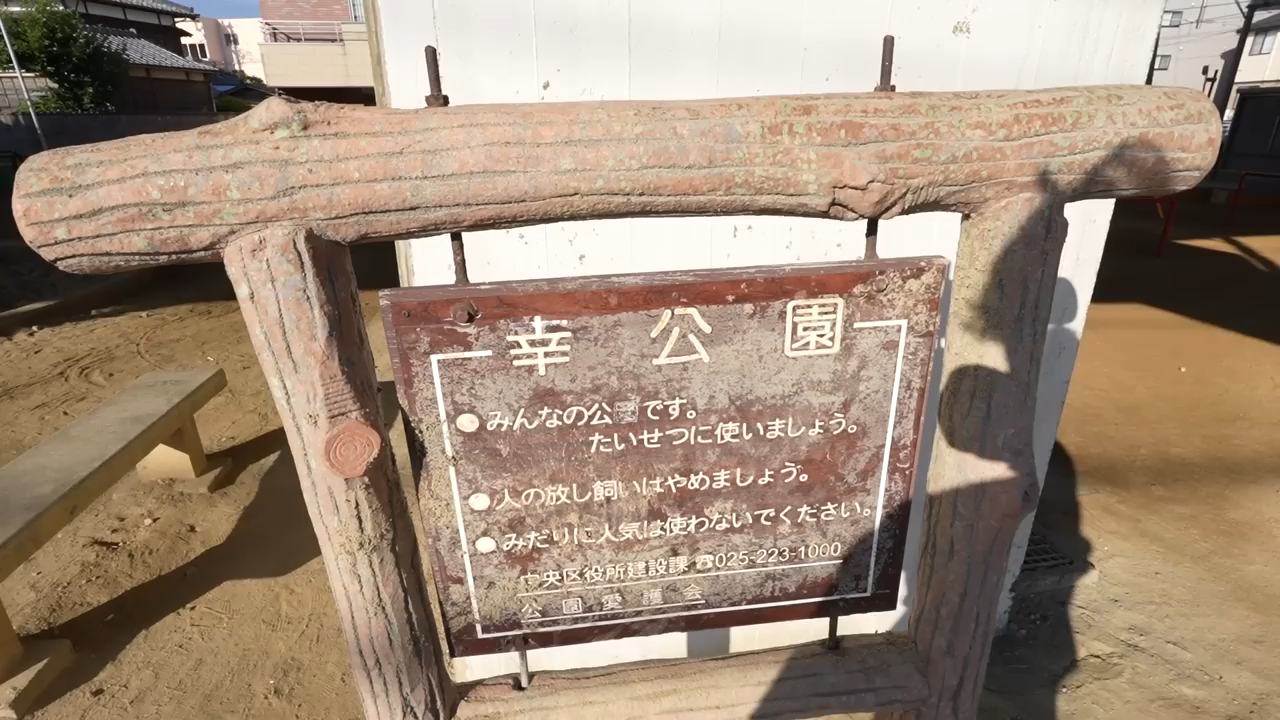 幸公園
●みんなの公園です。
たいせつに使いましょう。
●人の放し飼いはやめましょう。
●みだりに人気は使わないでください。
中央区役所建設課 ☎025-223-1000
公園愛護会